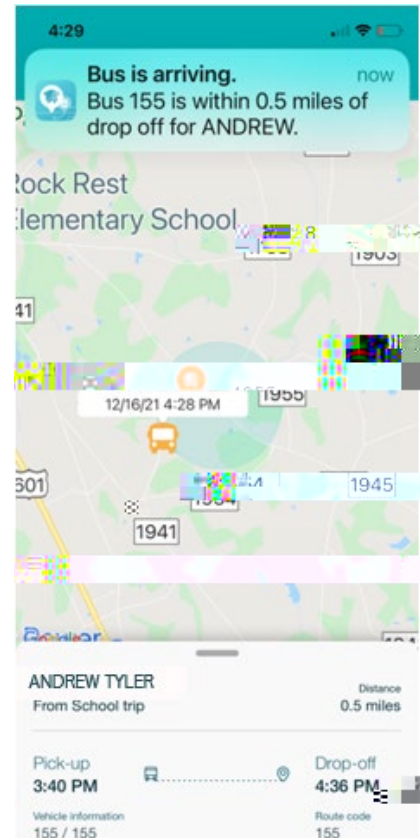 4:29
Bus is arriving. now
Bus 155 is within 0.5 miles of
drop off for ANDREW.
Rock Rest
Elementary School
1903
41
1955
12/16/21 4:28 PM
601
1945
1941
ANDREW TYLER
Distance
From School trip
0.5 miles
Pick-up
Drop-off
3:40 PM
4:36 PM
Vehicle information
Route code
155 / 155
155